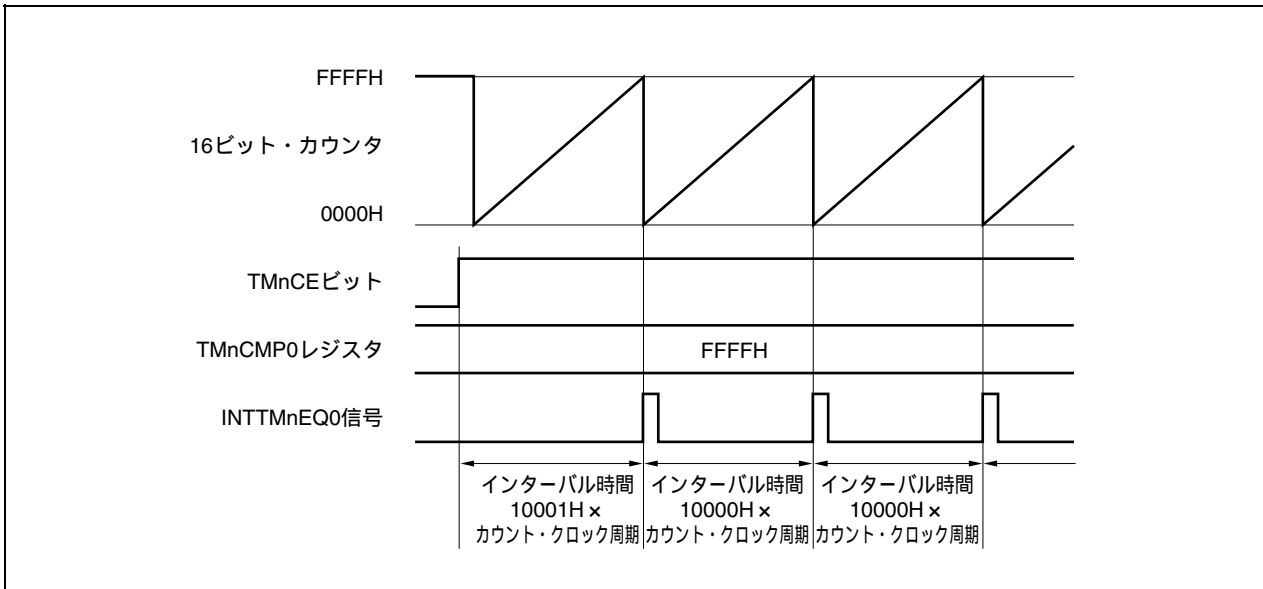 FFFFH
16ビット・カウンタ
0000H
TMnCEビット
TMnCMP0レジスタ
FFFFH
INTTMnEQ0信号
インターバル時間
10001H ×
カウント・クロック周期
インターバル時間
10000H ×
カウント・クロック周期
インターバル時間
10000H ×
カウント・クロック周期